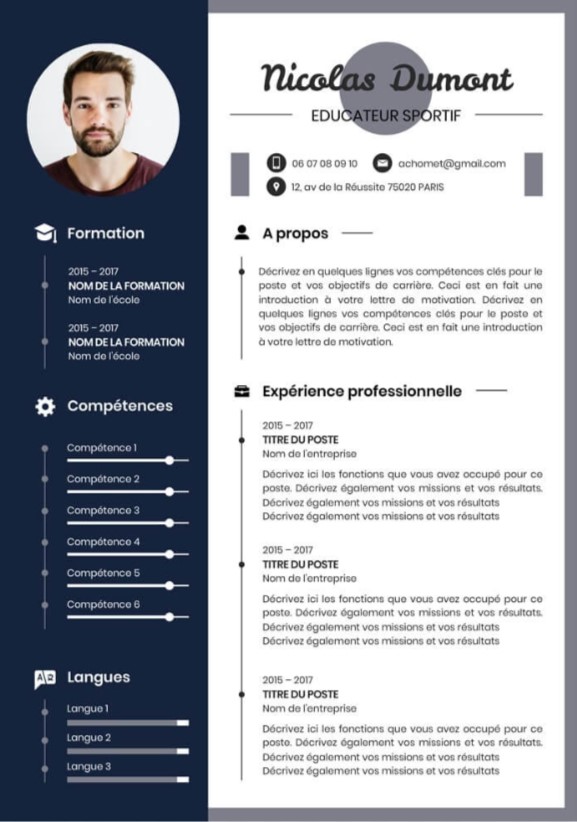 Nicolas Dumont
EDUCATEUR SPORTIF
06 07 08 09 10
achomet@gmail.com
12, av de la Réussite 75020 PARIS
Formation
2015 – 2017
NOM DE LA FORMATION
Nom de l'école
2015 – 2017
NOM DE LA FORMATION
Nom de l'école
Compétences
Compétence 1
Compétence 2
Compétence 3
Compétence 4
Compétence 5
Compétence 6
Langues
Langue 1
Langue 2
Langue 3
A propos
Décrivez en quelques lignes vos compétences clés pour le
poste et vos objectifs de carrière. Ceci est en fait une
introduction à votre lettre de motivation. Décrivez en
quelques lignes vos compétences clés pour le poste et
vos objectifs de carrière. Ceci est en fait une introduction
à votre lettre de motivation.
Expérience professionnelle
2015 – 2017
TITRE DU POSTE
Nom de l'entreprise
Décrivez ici les fonctions que vous avez occupé pour ce
poste. Décrivez également vos missions et vos résultats.
Décrivez également vos missions et vos résultats
Décrivez également vos missions et vos résultats
2015 – 2017
TITRE DU POSTE
Nom de l'entreprise
Décrivez ici les fonctions que vous avez occupé pour ce
poste. Décrivez également vos missions et vos résultats.
Décrivez également vos missions et vos résultats
Décrivez également vos missions et vos résultats
2015 – 2017
TITRE DU POSTE
Nom de l'entreprise
Décrivez ici les fonctions que vous avez occupé pour ce
poste. Décrivez également vos missions et vos résultats.
Décrivez également vos missions et vos résultats
Décrivez également vos missions et vos résultats